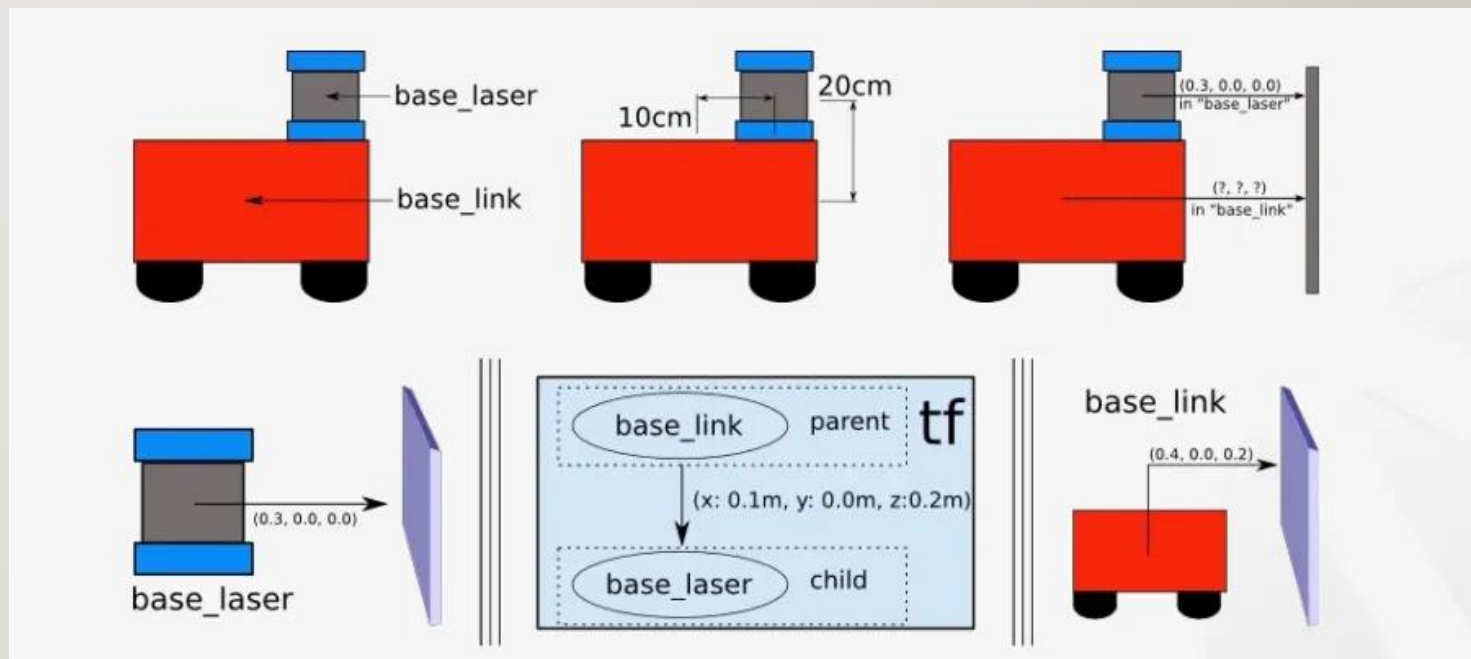 base_laser
base_link
10cm
20cm
(0.3, 0.0, 0.0)
in "base_laser"
(?, ?, ?)
in "base_link"
(0.3, 0.0, 0.0)
base_laser
base_link
parent
tf
(x: 0.1m, y: 0.0m, z:0.2m)
base_laser
child
base_link
(0.4, 0.0, 0.2)